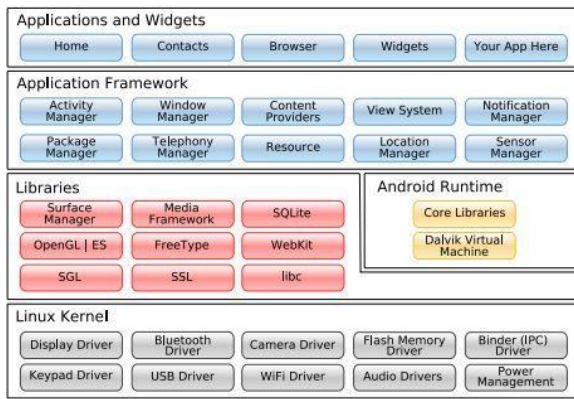 Applications and Widgets
Home
Contacts
Browser
Widgets
Your App Here
Application Framework
Activity
Manager
Window
Manager
Content
Providers
View System
Notification
Manager
Package
Manager
Telephony
Manager
Resource
Location
Manager
Sensor
Manager
Libraries
Surface
Manager
Media
Framework
SQLite
OpenGL | ES
FreeType
WebKit
SGL
SSL
libc
Android Runtime
Core Libraries
Dalvik Virtual
Machine
Linux Kernel
Display Driver
Bluetooth
Driver
Camera Driver
Flash Memory
Driver
Binder (IPC)
Driver
Keypad Driver
USB Driver
WiFi Driver
Audio Drivers
Power
Management